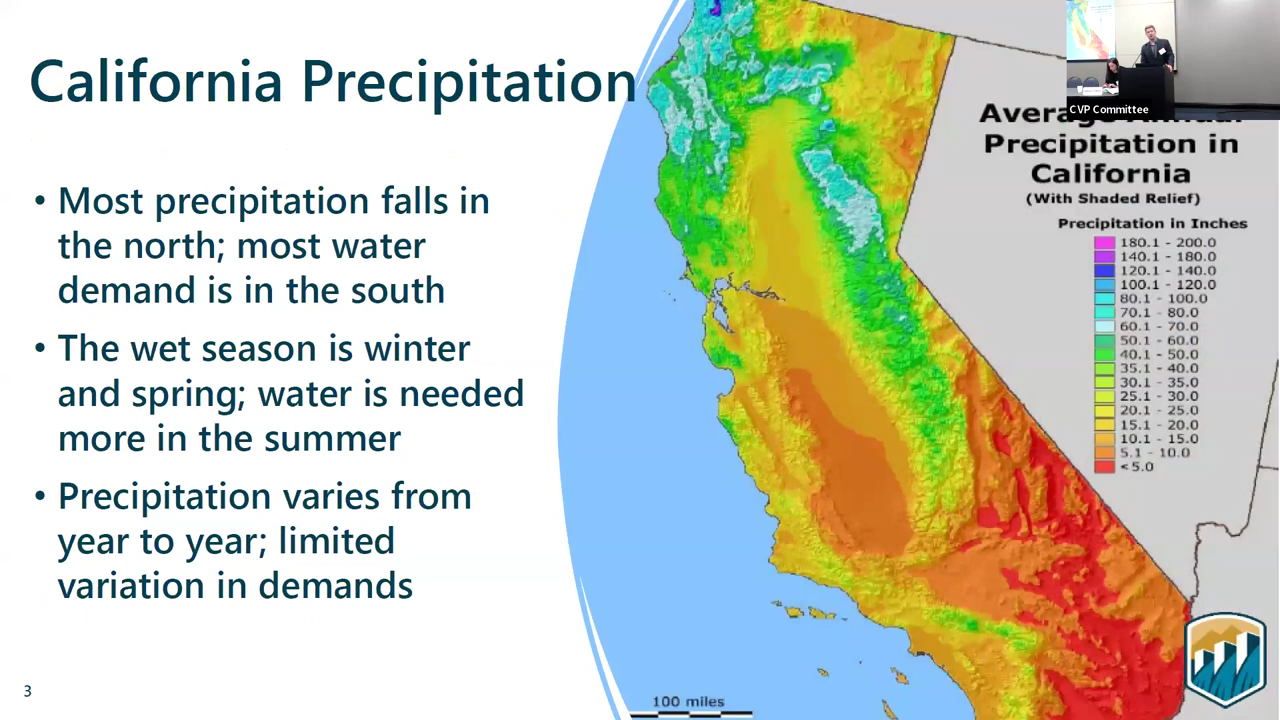 California Precipitation
• Most precipitation falls in
the north; most water
demand is in the south
• The wet season is winter
and spring; water is needed
more in the summer
• Precipitation varies from
year to year; limited
variation in demands
3
CVP Committee
Precipitation in
California
(With Shaded Relief)
Precipitation in Inches
180.1 - 200.0
140.1 - 180.0
120.1 - 140.0
100.1 - 120.0
80.1 - 100.0
70.1 - 80.0
60.1 - 70.0
50.1 - 60.0
40.1 - 50.0
35.1 - 40.0
30.1 - 35.0
25.1 - 30.0
20.1 - 25.0
15.1 - 20.0
10.1 - 15.0
5.1 - 10.0
<5.0
100 miles